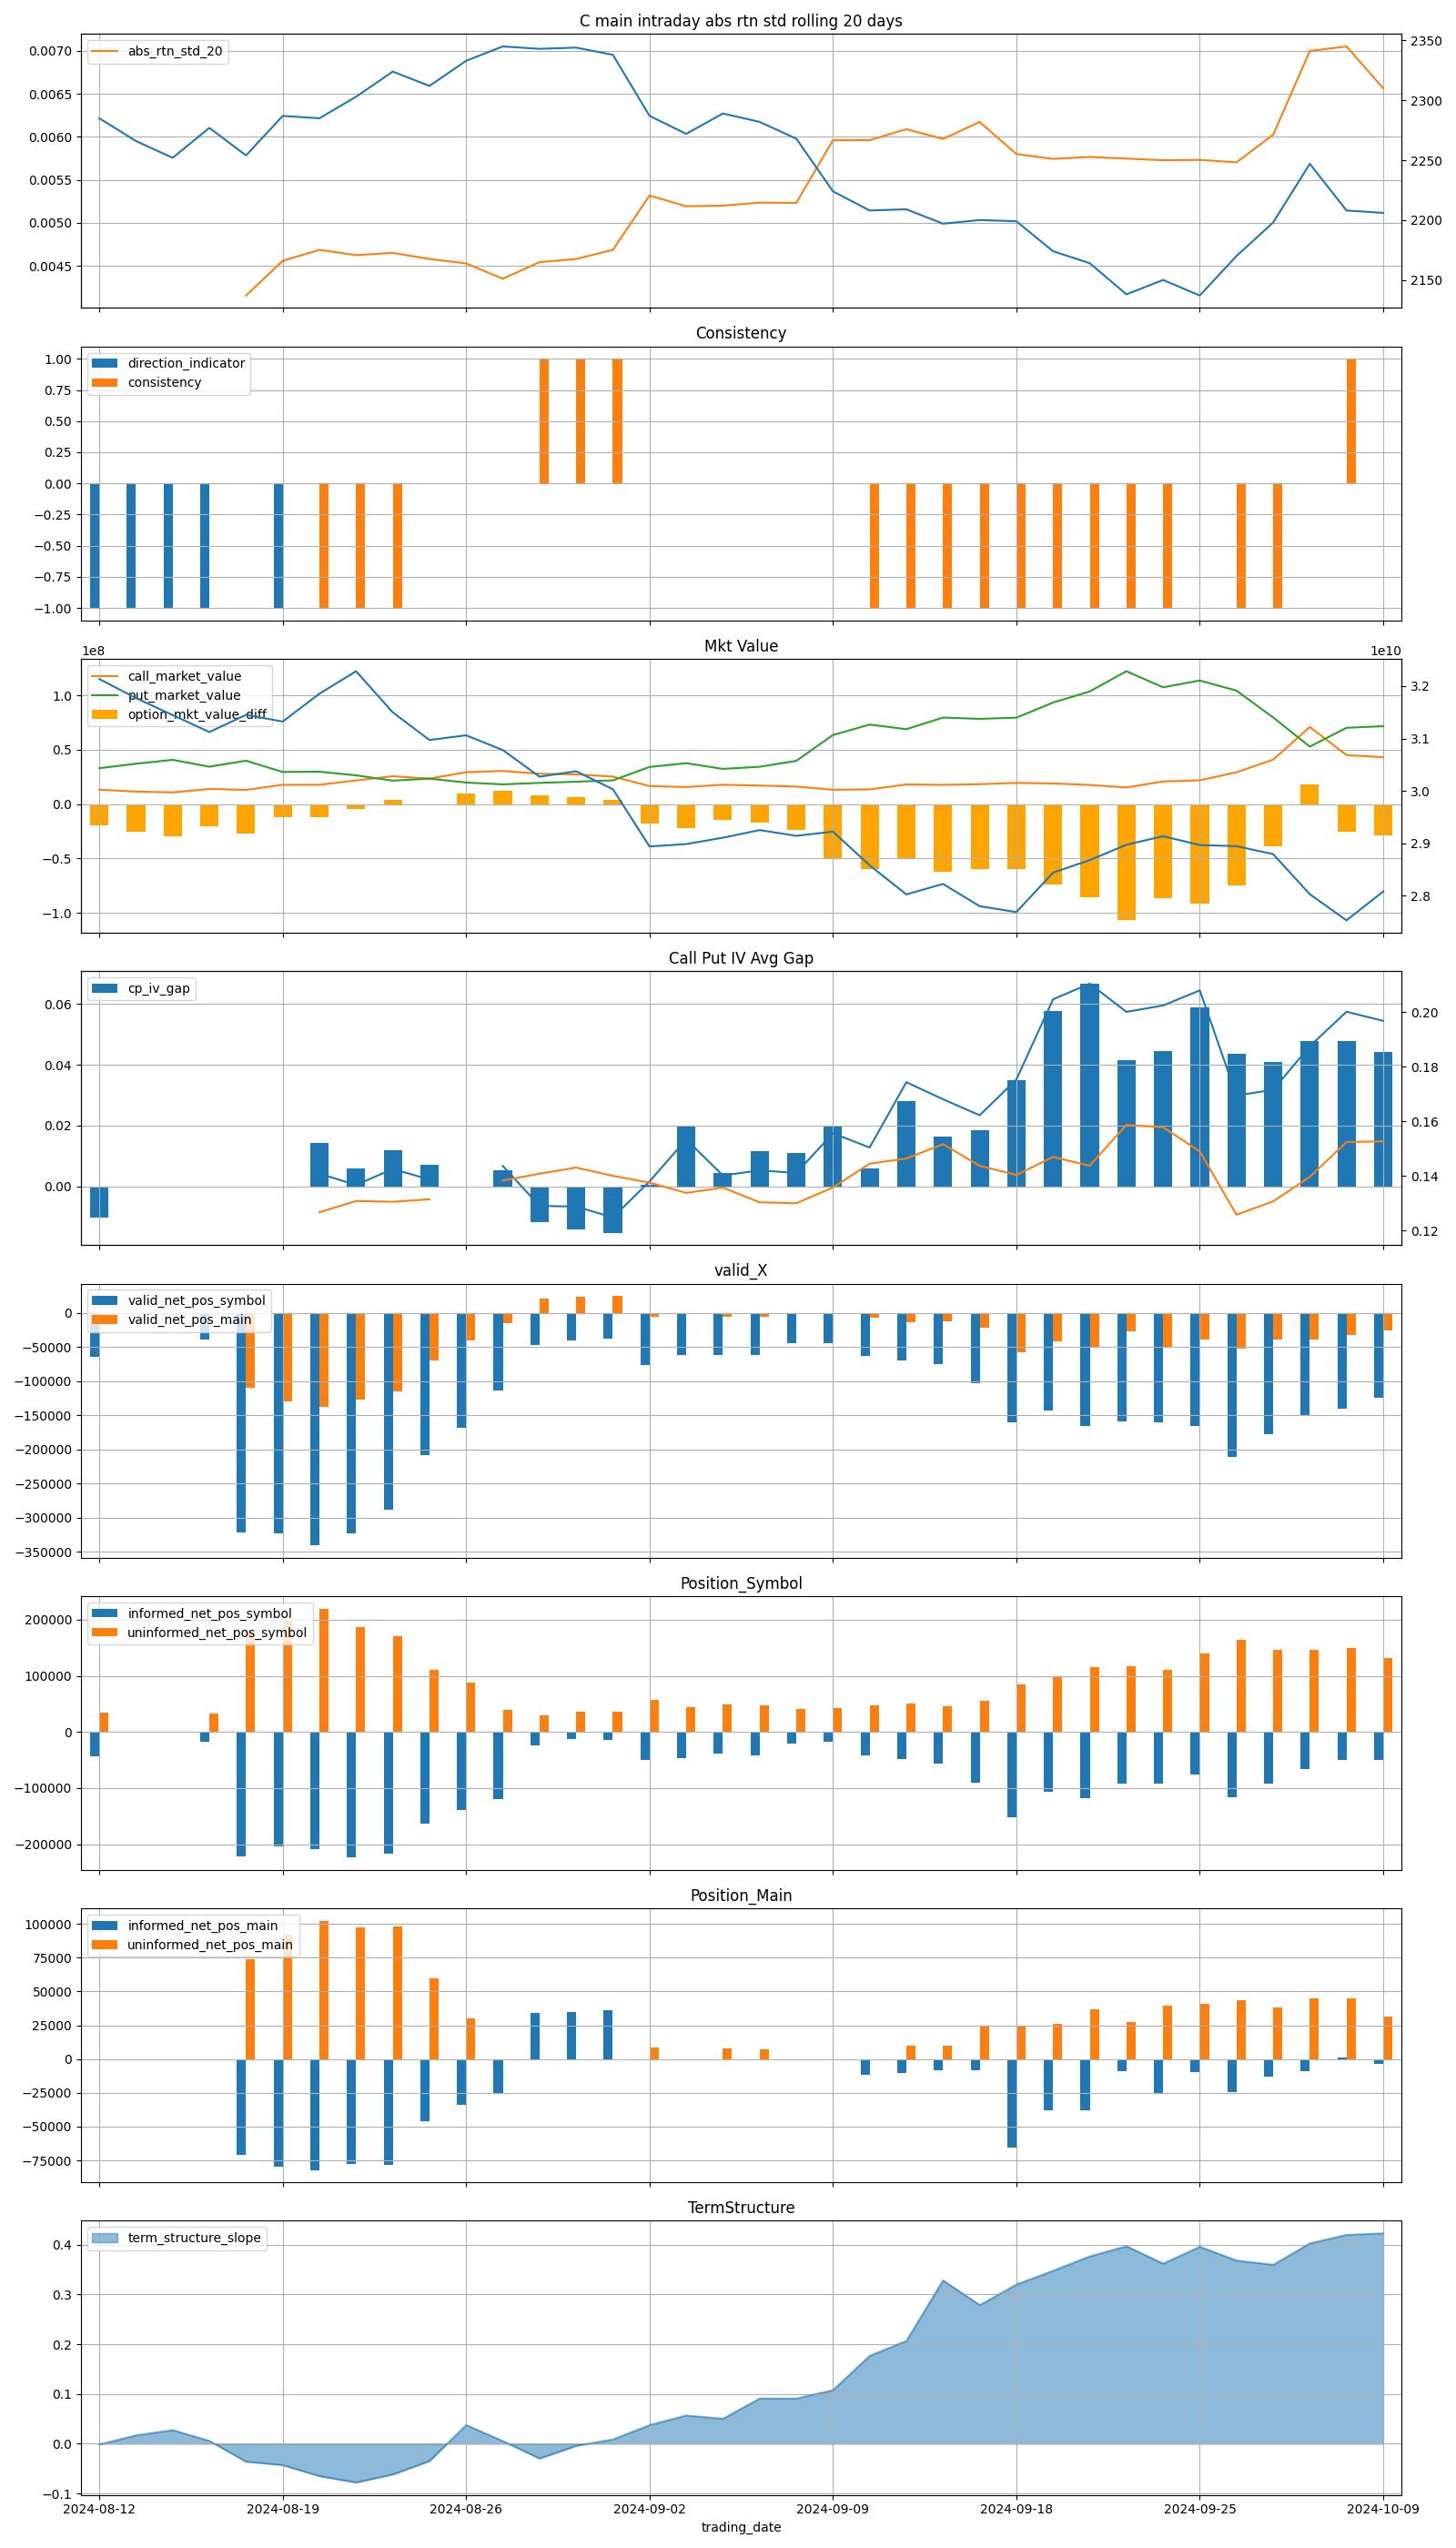 C main intraday abs rtn std rolling 20 days
abs_rtn_std_20
0.0070
0.0065
0.0060
0.0055
0.0050
0.0045
2350
2300
2250
2200
2150
Consistency
direction_indicator
consistency
1.00
0.75
0.50
0.25
0.00
−0.25
−0.50
−0.75
−1.00
Mkt Value
1e8
1e10
call_market_value
put_market_value
option_mkt_value_diff
1.0
0.5
0.0
−0.5
−1.0
3.2
3.1
3.0
2.9
2.8
Call Put IV Avg Gap
cp_iv_gap
0.06
0.04
0.02
0.00
0.20
0.18
0.16
0.14
0.12
valid_X
valid_net_pos_symbol
valid_net_pos_main
0
−50000
−100000
−150000
−200000
−250000
−300000
−350000
Position_Symbol
informed_net_pos_symbol
uninformed_net_pos_symbol
200000
100000
0
−100000
−200000
Position_Main
informed_net_pos_main
uninformed_net_pos_main
100000
75000
50000
25000
0
−25000
−50000
−75000
TermStructure
term_structure_slope
0.4
0.3
0.2
0.1
0.0
−0.1
2024-08-12 2024-08-19 2024-08-26 2024-09-02 2024-09-09 2024-09-18 2024-09-25 2024-10-09
trading_date